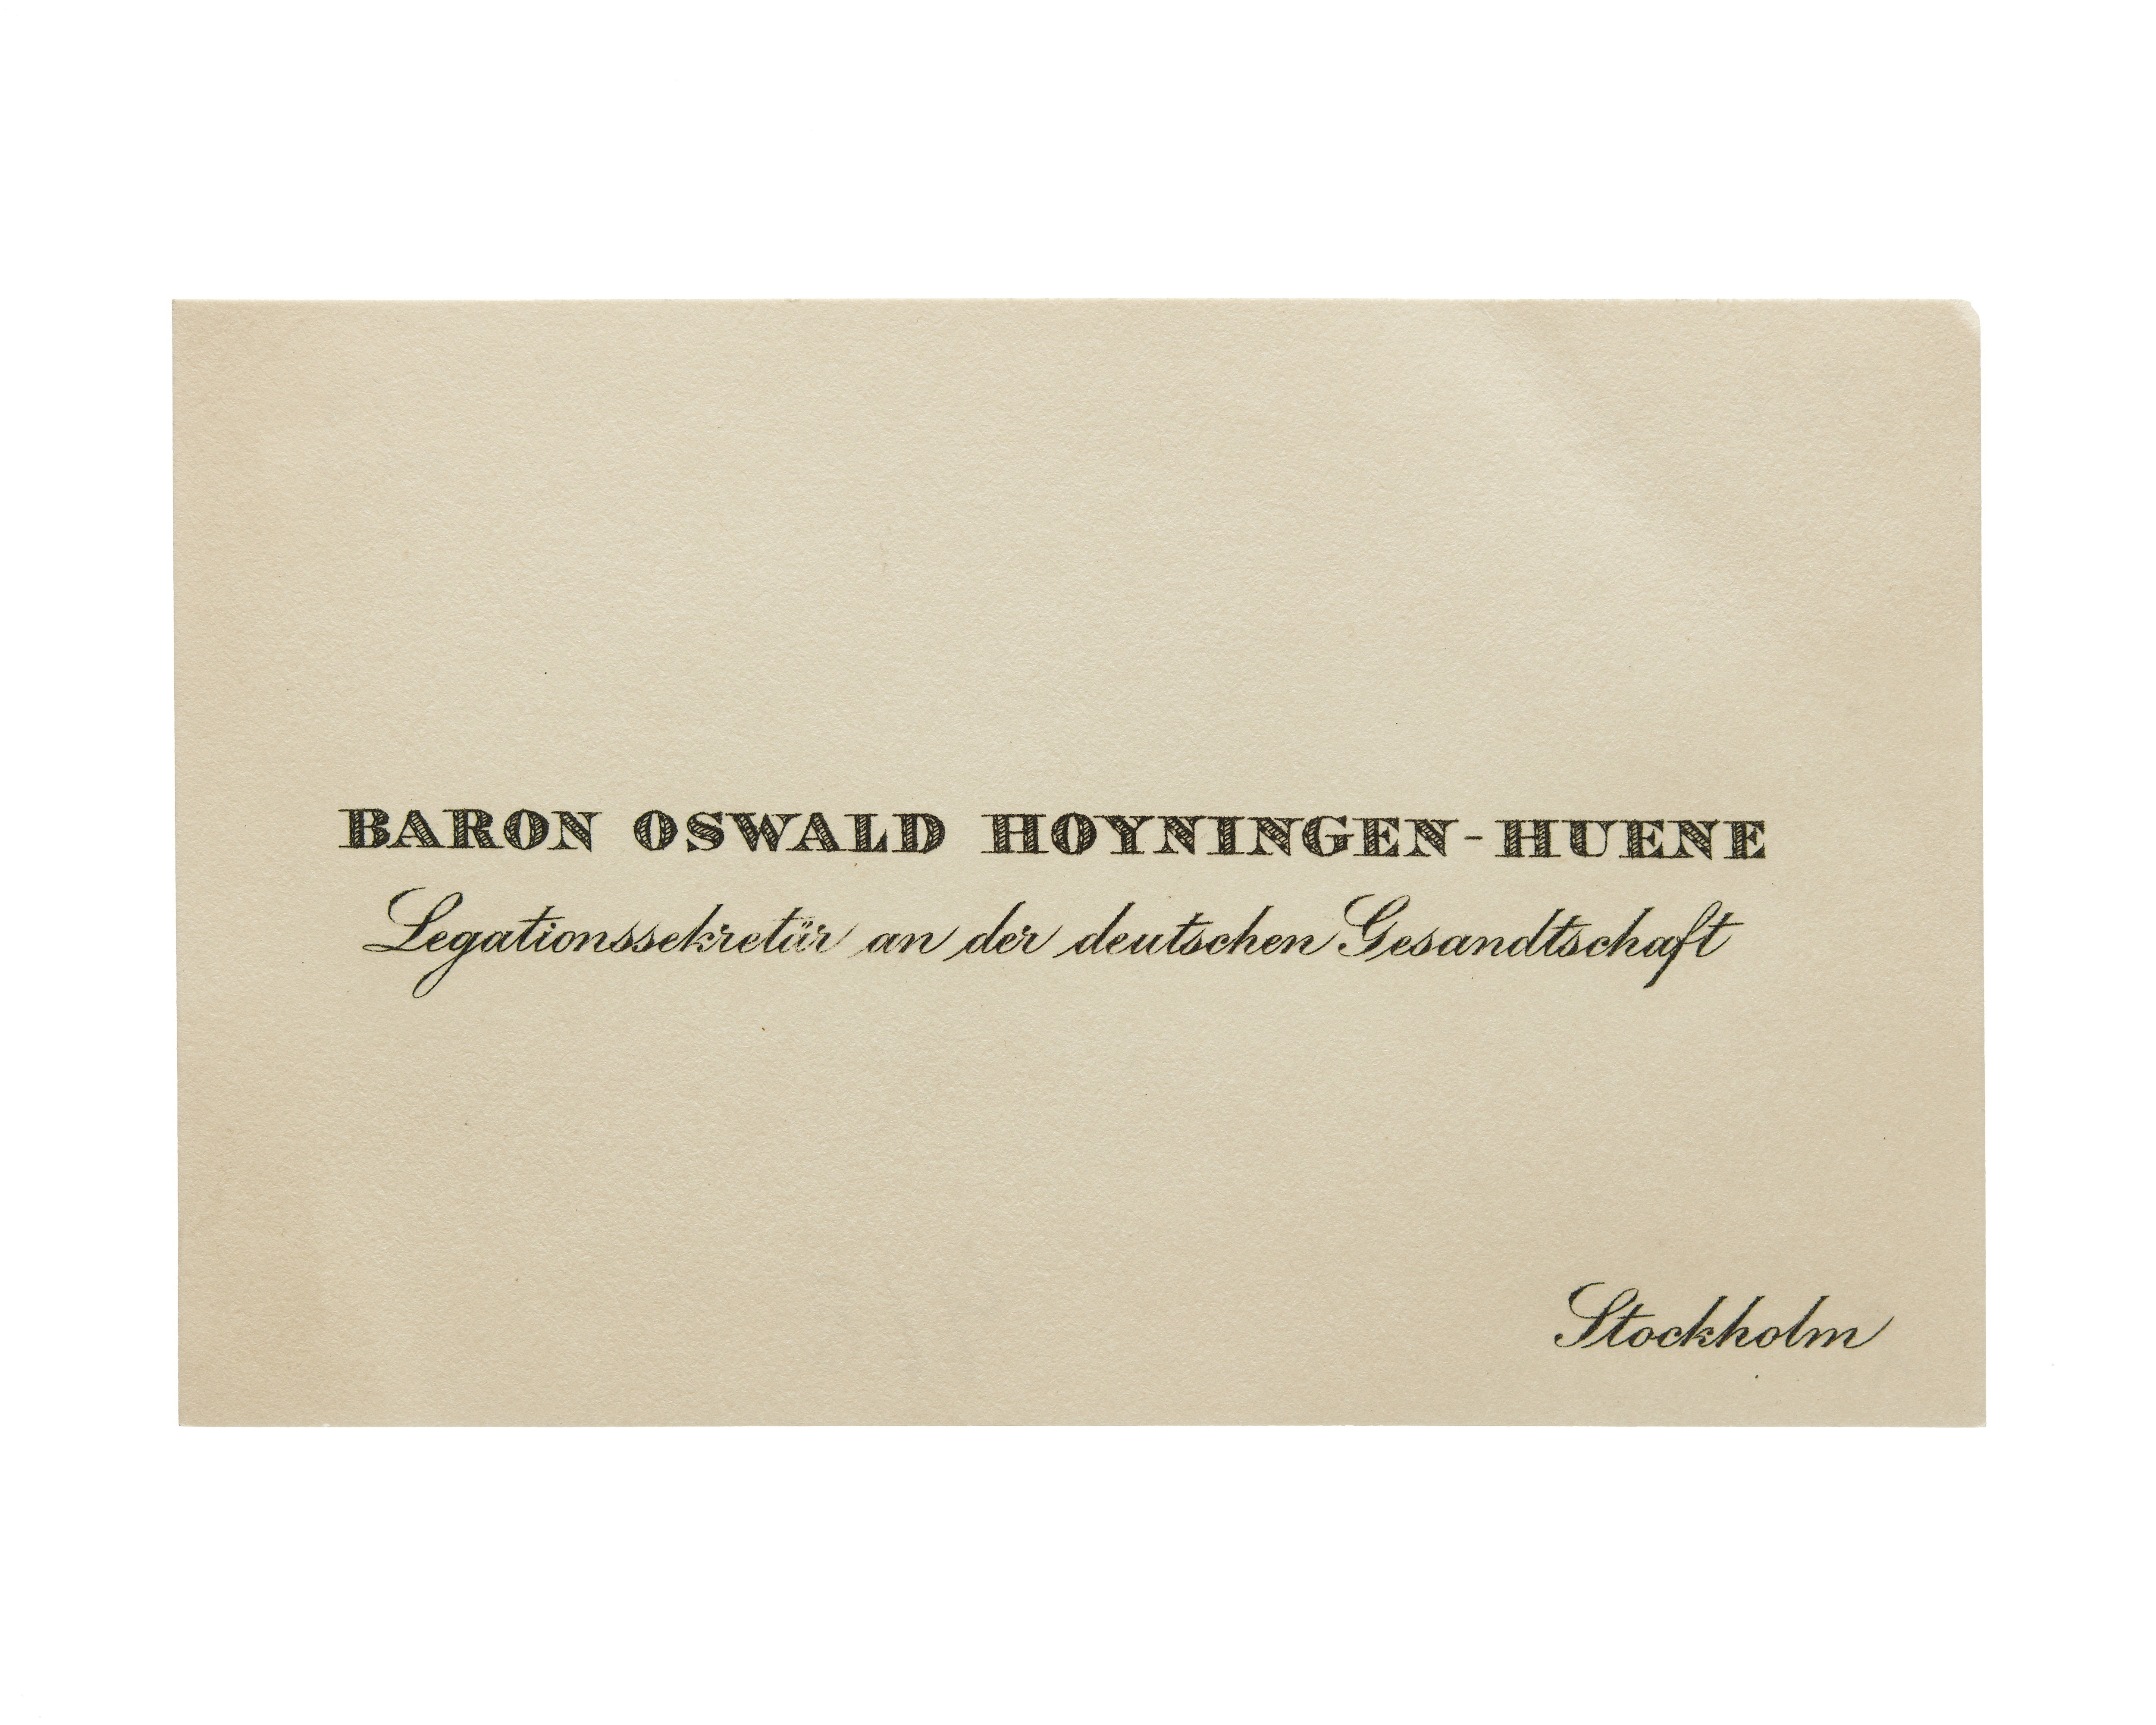 BARON OSWALD HOYNINGEN-HUENE
Legationssekretär an der deutschen Gesandtschaft
Stockholm